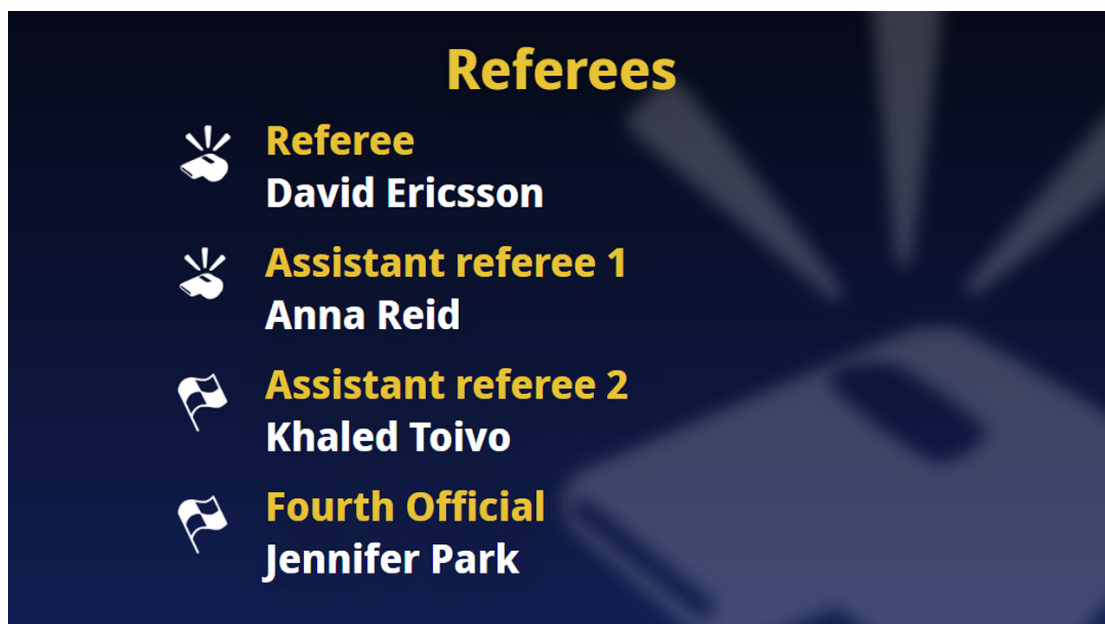 Referees
Referee
David Ericsson
Assistant referee 1
Anna Reid
Assistant referee 2
Khaled Toivo
Fourth Official
Jennifer Park